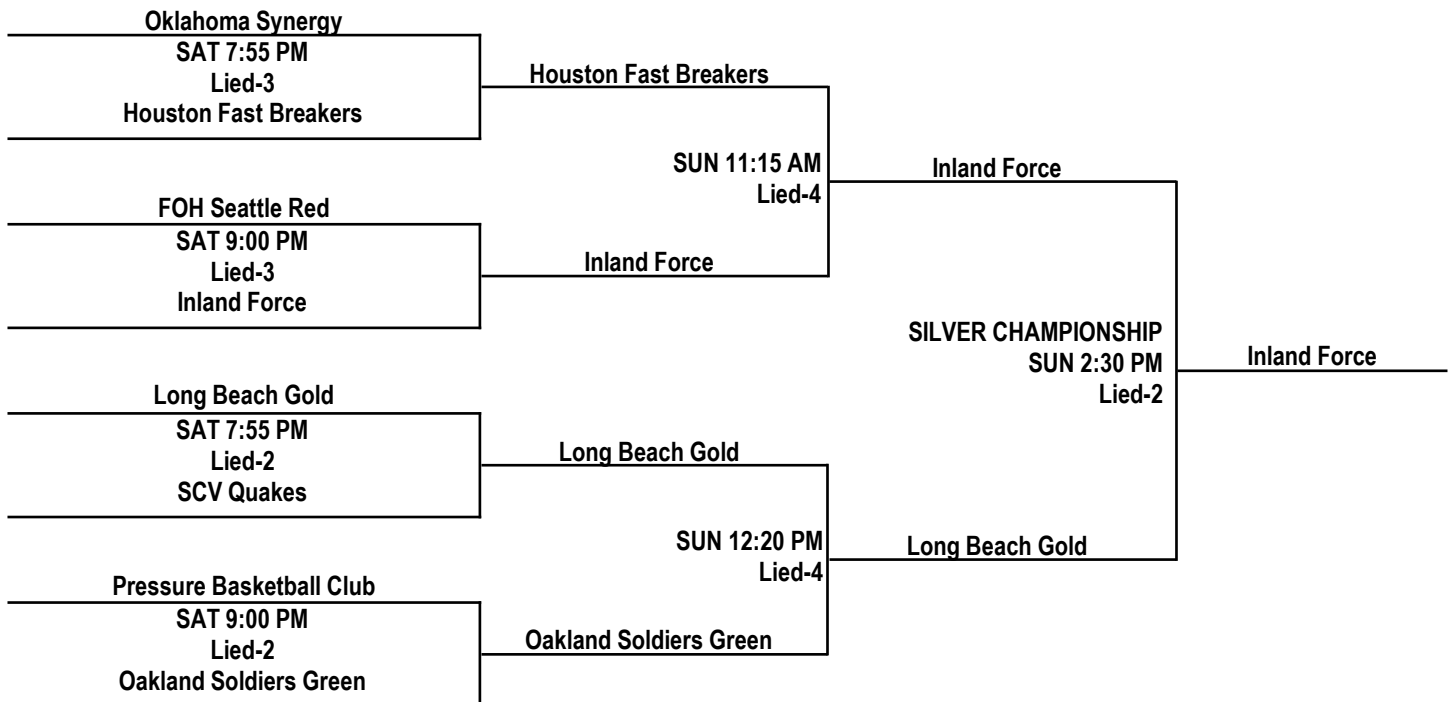 Oklahoma Synergy
SAT 7:55 PM
Lied-3
Houston Fast Breakers
Houston Fast Breakers
SUN 11:15 AM
Lied-4
Inland Force
FOH Seattle Red
SAT 9:00 PM
Lied-3
Inland Force
Inland Force
SILVER CHAMPIONSHIP
SUN 2:30 PM
Lied-2
Inland Force
Long Beach Gold
SAT 7:55 PM
Lied-2
SCV Quakes
Long Beach Gold
SUN 12:20 PM
Lied-4
Long Beach Gold
Pressure Basketball Club
SAT 9:00 PM
Lied-2
Oakland Soldiers Green
Oakland Soldiers Green